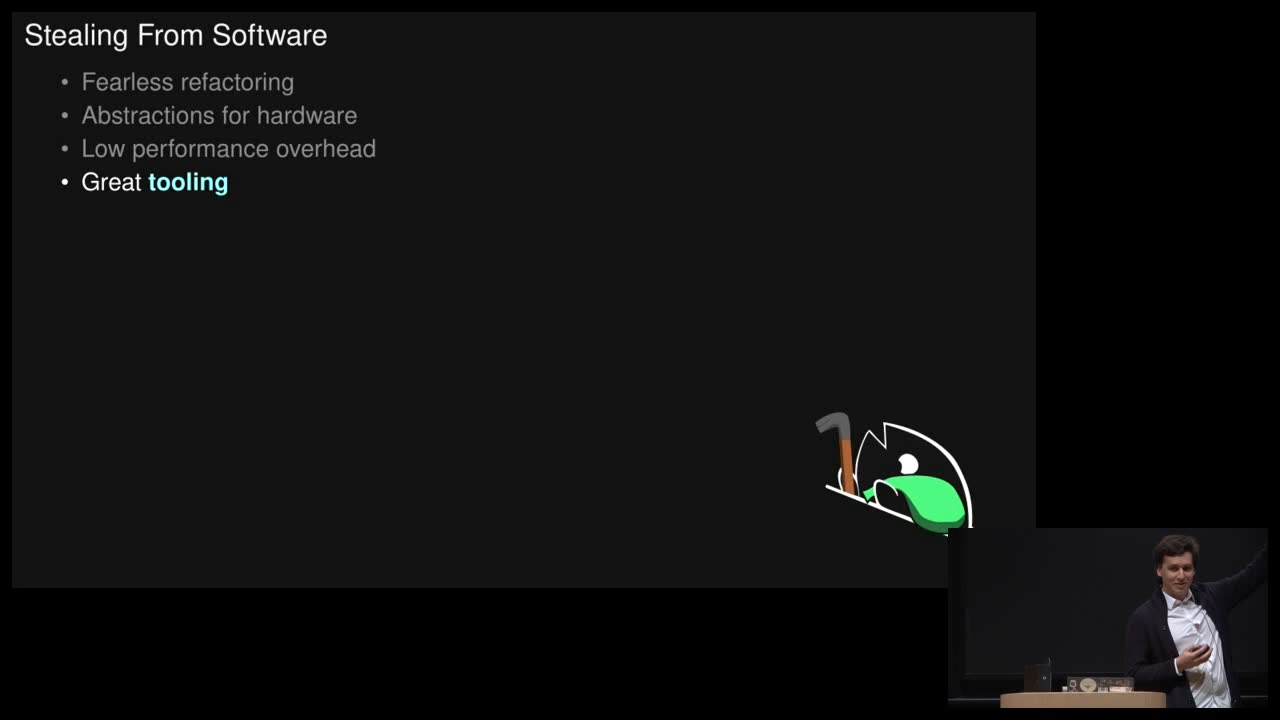 Stealing From Software
• Fearless refactoring
• Abstractions for hardware
• Low performance overhead
• Great tooling